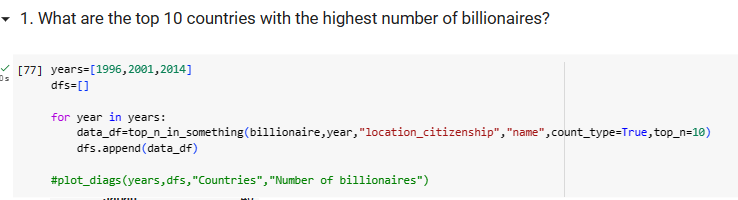 1. What are the top 10 countries with the highest number of billionaires?
[77] years=[1996,2001,2014]
0s
dfs=[]
for year in years:
data_df=top_n_in_something(billionaire,year,"location_citizenship","name",count_type=True,top_n=10)
dfs.append(data_df)
#plot_diags(years,dfs,"Countries","Number of billionaires")